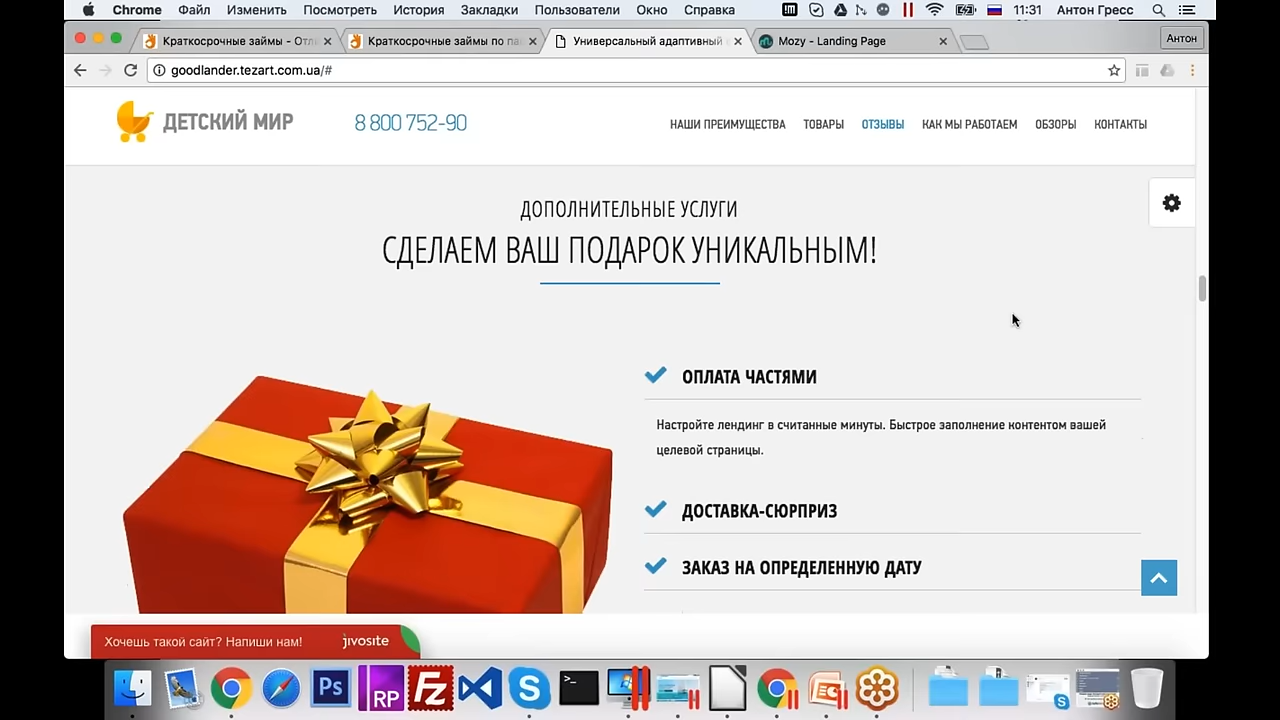 Chrome Файл Изменить Посмотреть История Закладки Пользователи Окно Справка 11:31 Антон Гресс
Краткосрочные займы - Отл Краткосрочные займы по па Универсальный адаптивный Mozy - Landing Page Антон
goodlander.tezart.com.ua/#
ДЕТСКИЙ МИР 8 800 752-90 НАШИ ПРЕИМУЩЕСТВА ТОВАРЫ ОТЗЫВЫ КАК МЫ РАБОТАЕМ ОБЗОРЫ КОНТАКТЫ
ДОПОЛНИТЕЛЬНЫЕ УСЛУГИ
СДЕЛАЕМ ВАШ ПОДАРОК УНИКАЛЬНЫМ!
ОПЛАТА ЧАСТЯМИ
Настройте лендинг в считанные минуты. Быстрое заполнение контентом вашей
целевой страницы.
ДОСТАВКА-СЮРПРИЗ
ЗАКАЗ НА ОПРЕДЕЛЕННУЮ ДАТУ
Хочешь такой сайт? Напиши нам! jivosite
Ps RP Fz